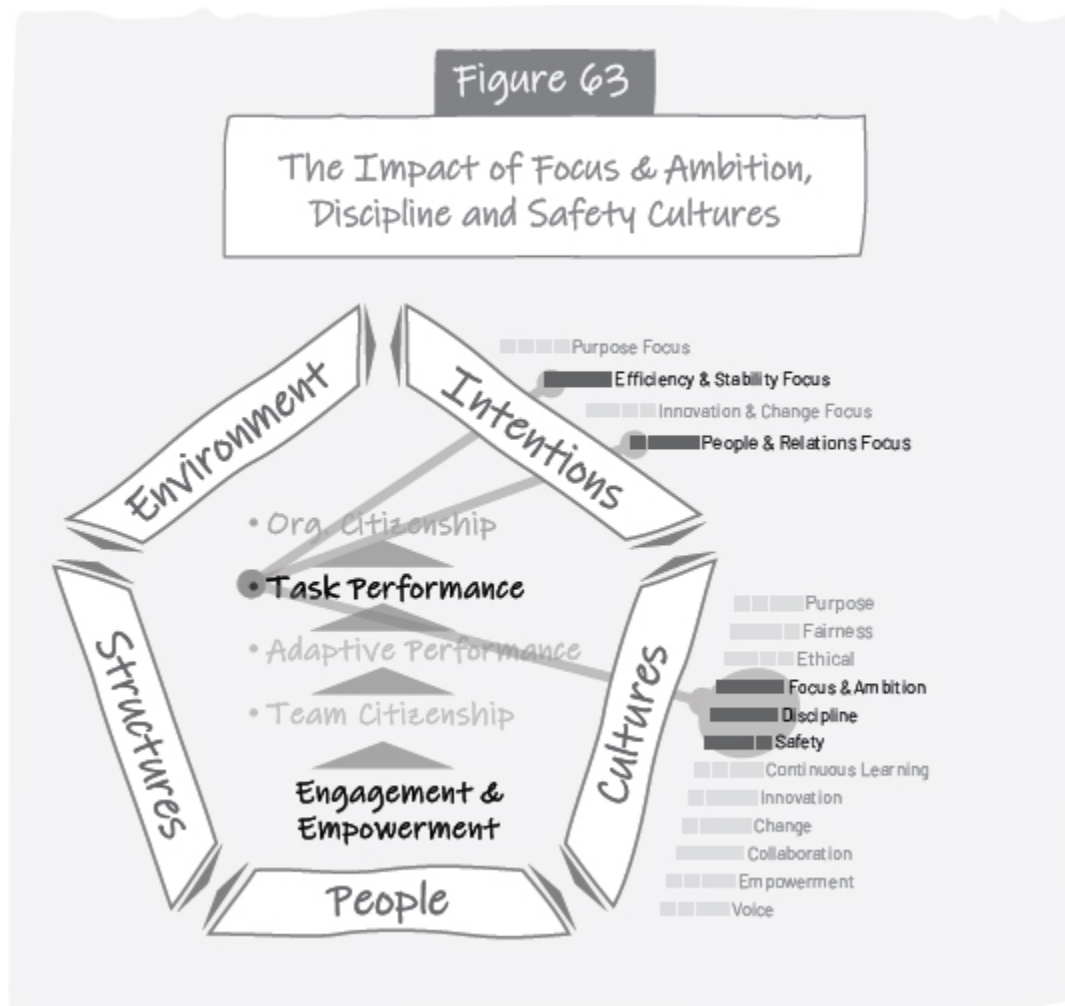 Figure 63
The Impact of Focus & Ambition,
Discipline and Safety Cultures
Environment
Intentions
Purpose Focus
Efficiency & Stability Focus
Innovation & Change Focus
People & Relations Focus
• Org. Citizenship
• Task Performance
• Adaptive Performance
• Team Citizenship
Engagement &
Empowerment
Structures
Cultures
People
Purpose
Fairness
Ethical
Focus & Ambition
Discipline
Safety
Continuous Learning
Innovation
Change
Collaboration
Empowerment
Voice